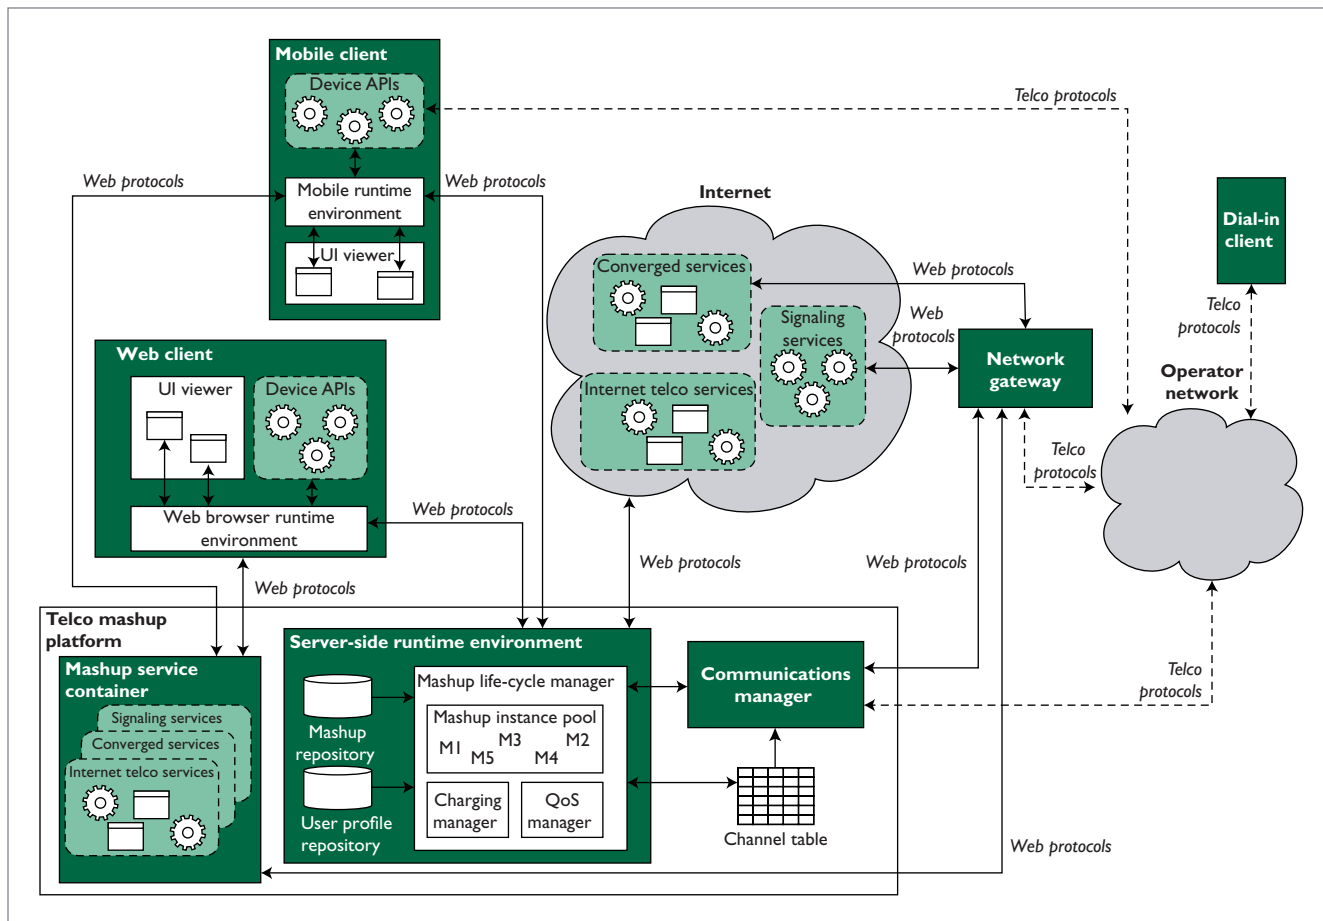 Mobile client
Device APIs
Telco protocols
Web protocols
Web protocols
Mobile runtime
environment
UI viewer
Internet
Converged services
Web protocols
Signaling
services
Web
protocols
Internet telco services
Network
gateway
Dial-in
client
Telco
protocols
Operator
network
Telco
protocols
Web client
UI viewer
Device APIs
Web browser runtime
environment
Web protocols
Web protocols
Web protocols
Web protocols
Telco mashup
platform
Mashup service
container
Signaling services
Converged services
Internet telco services
Server-side runtime environment
Mashup life-cycle manager
Mashup
repository
Mashup instance pool
M1
M5
M3
M4
M2
User profile
repository
Charging
manager
QoS
manager
Communications
manager
Telco
protocols
Channel table
Web protocols